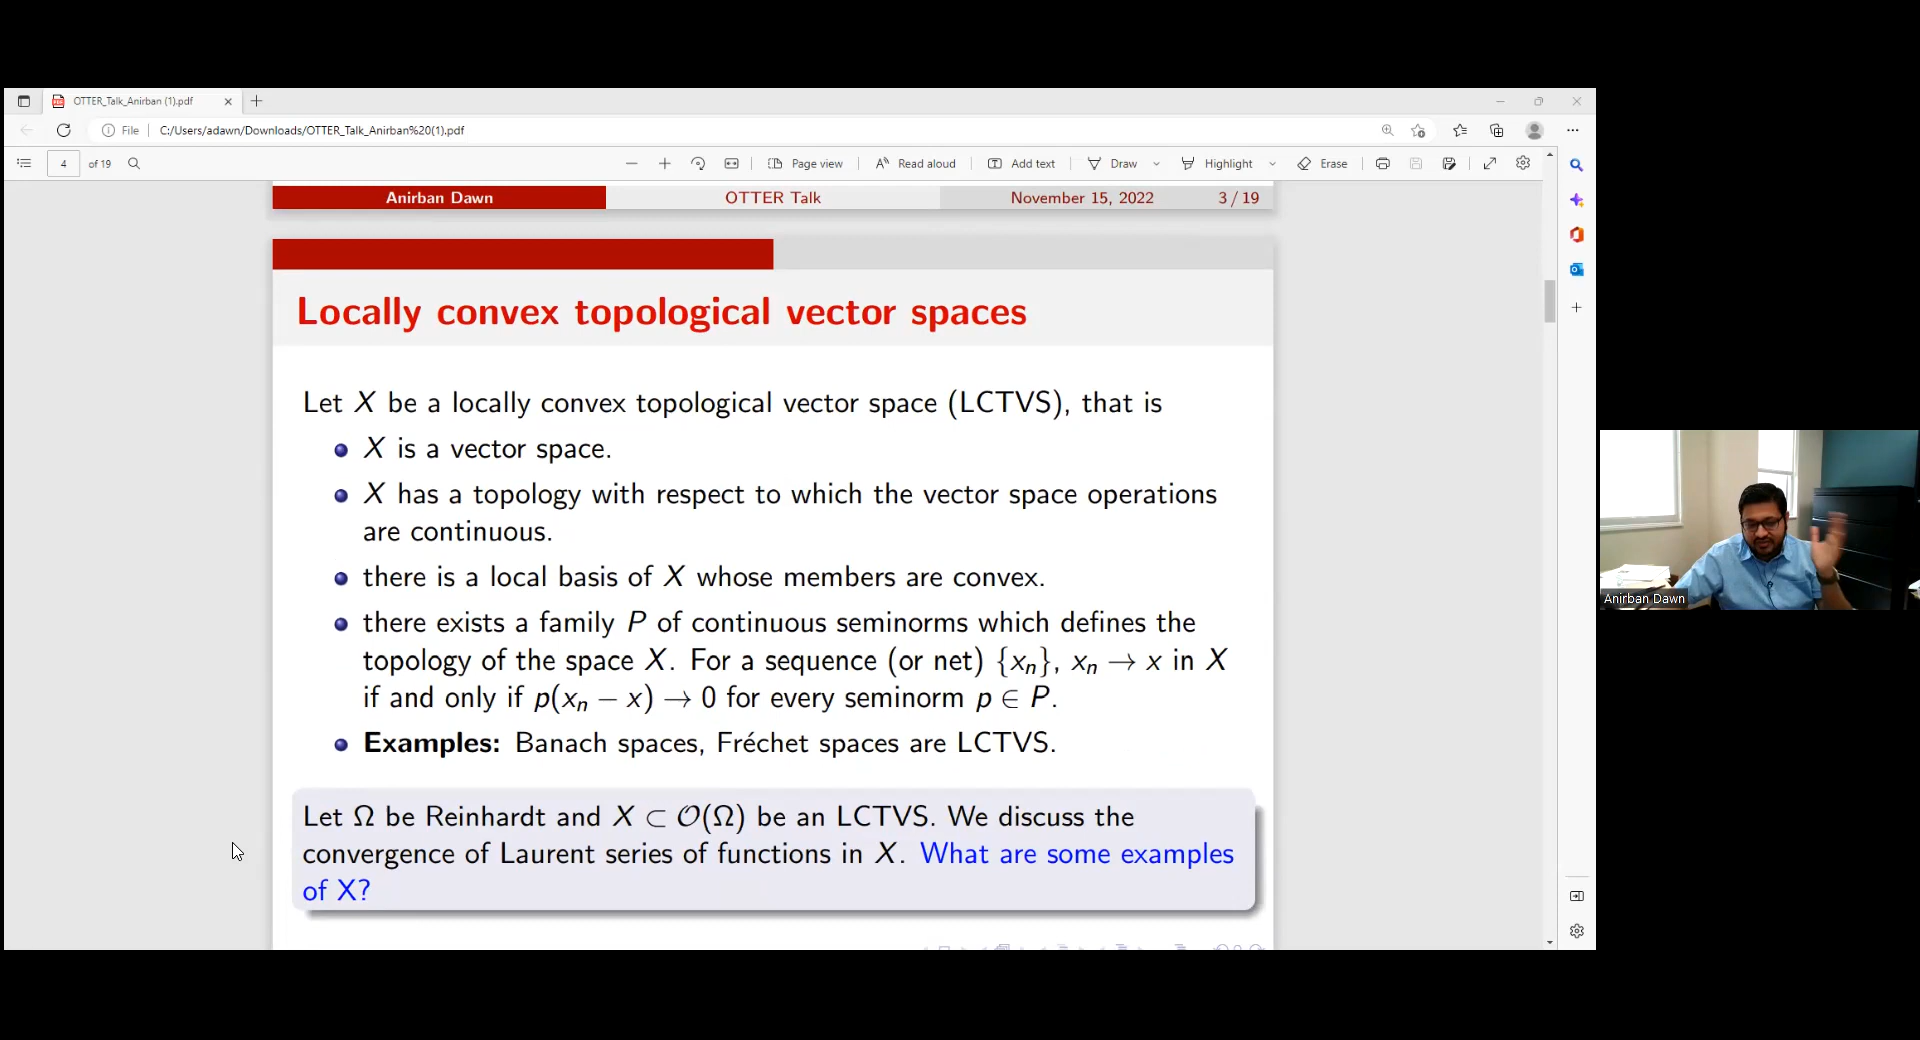 OTTER_Talk_Anirban (1).pdf
File C:/Users/adawn/Downloads/OTTER_Talk_Anirban%20(1).pdf
4 of 19 Page view Read aloud Add text Draw Highlight Erase
Anirban Dawn OTTER Talk November 15, 2022 3 / 19
Locally convex topological vector spaces
Let X be a locally convex topological vector space (LCTVS), that is
X is a vector space.
X has a topology with respect to which the vector space operations
are continuous.
there is a local basis of X whose members are convex.
there exists a family P of continuous seminorms which defines the
topology of the space X. For a sequence (or net) {xₙ}, xₙ → x in X
if and only if p(xₙ − x) → 0 for every seminorm p ∈ P.
Examples: Banach spaces, Fréchet spaces are LCTVS.
Let Ω be Reinhardt and X ⊂ 𝒪(Ω) be an LCTVS. We discuss the
convergence of Laurent series of functions in X. What are some examples
of X?
Anirban Dawn